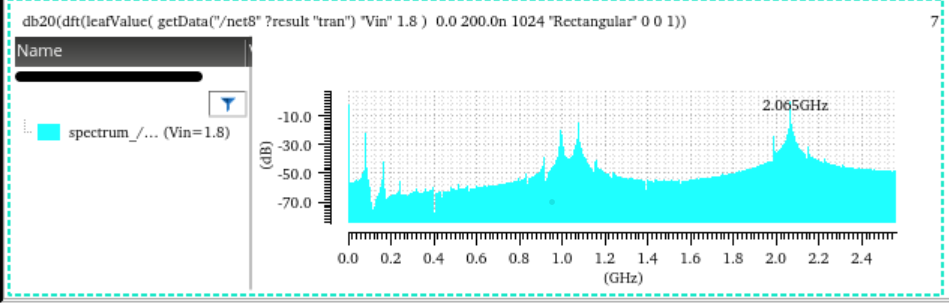 db20(dft(leafValue( getData("/net8" ?result "tran") "Vin" 1.8 )  0.0 200.0n 1024 "Rectangular" 0 0 1)) 7
Name
spectrum_/... (Vin=1.8)
2.065GHz
-10.0
-30.0
-50.0
-70.0
(dB)
0.0 0.2 0.4 0.6 0.8 1.0 1.2 1.4 1.6 1.8 2.0 2.2 2.4
(GHz)